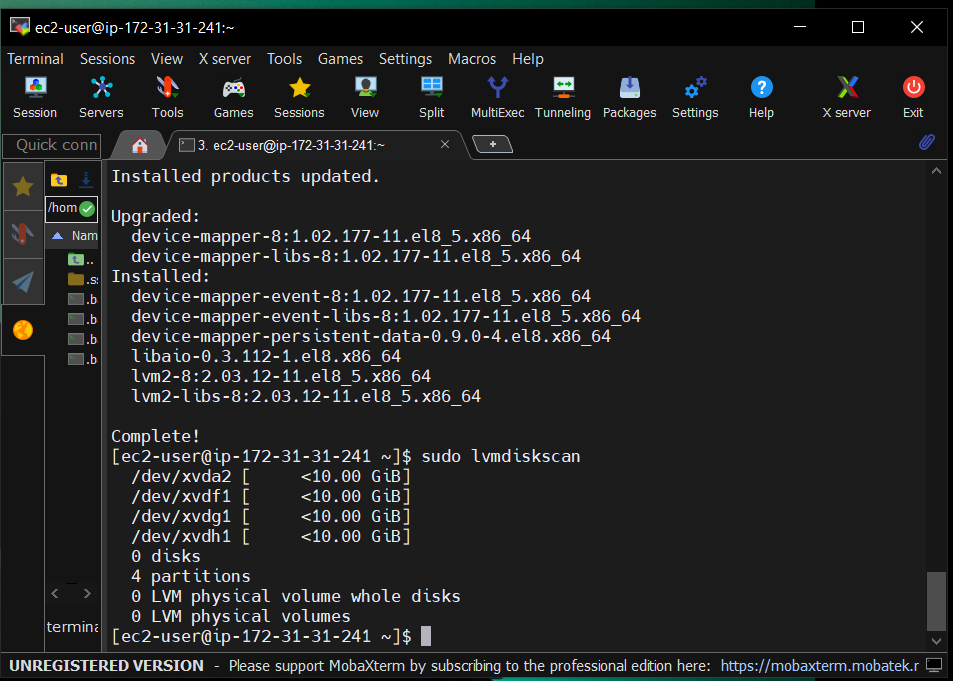 ec2-user@ip-172-31-31-241:~
Terminal Sessions View X server Tools Games Settings Macros Help
Session Servers Tools Games Sessions View Split MultiExec Tunneling Packages Settings Help X server Exit
Quick conn
3. ec2-user@ip-172-31-31-241:~
/hom
Nam
..
.s
.b
.b
.b
.b
termina
Installed products updated.
Upgraded:
device-mapper-8:1.02.177-11.el8_5.x86_64
device-mapper-libs-8:1.02.177-11.el8_5.x86_64
Installed:
device-mapper-event-8:1.02.177-11.el8_5.x86_64
device-mapper-event-libs-8:1.02.177-11.el8_5.x86_64
device-mapper-persistent-data-0.9.0-4.el8.x86_64
libaio-0.3.112-1.el8.x86_64
lvm2-8:2.03.12-11.el8_5.x86_64
lvm2-libs-8:2.03.12-11.el8_5.x86_64
Complete!
[ec2-user@ip-172-31-31-241 ~]$ sudo lvmdiskscan
/dev/xvda2 [      <10.00 GiB]
/dev/xvdf1 [      <10.00 GiB]
/dev/xvdg1 [      <10.00 GiB]
/dev/xvdh1 [      <10.00 GiB]
0 disks
4 partitions
0 LVM physical volume whole disks
0 LVM physical volumes
[ec2-user@ip-172-31-31-241 ~]$
UNREGISTERED VERSION - Please support MobaXterm by subscribing to the professional edition here: https://mobaxterm.mobatek.r